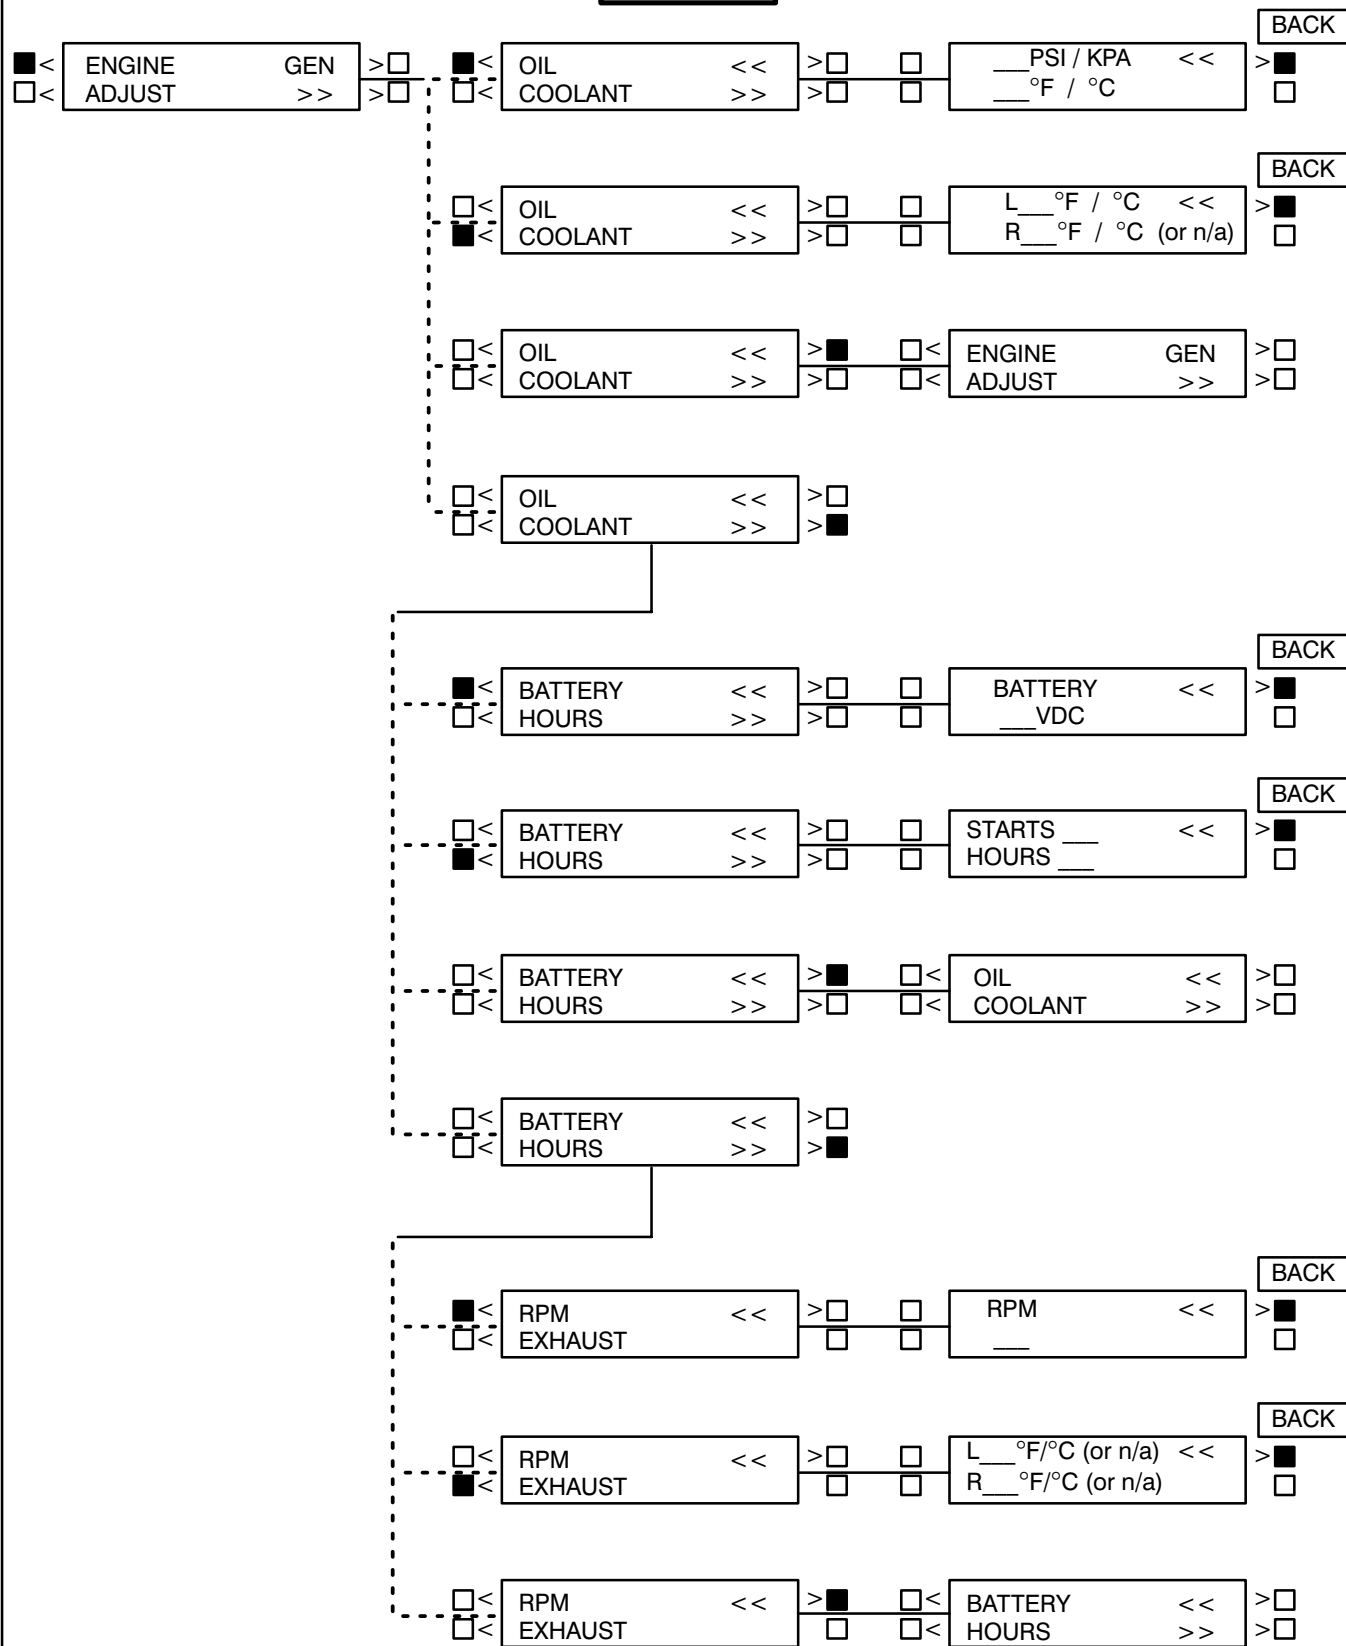 BACK
< ENGINE GEN >
< ADJUST >> >
< OIL << >
< COOLANT >> >
___PSI / KPA << >
___°F / °C
BACK
< OIL << >
< COOLANT >> >
L___°F / °C << >
R___°F / °C (or n/a)
< OIL << >
< COOLANT >> >
< ENGINE GEN >
< ADJUST >> >
< OIL << >
< COOLANT >> >
BACK
< BATTERY << >
< HOURS >> >
BATTERY << >
___VDC
BACK
< BATTERY << >
< HOURS >> >
STARTS ___ << >
HOURS ___
< BATTERY << >
< HOURS >> >
< OIL << >
< COOLANT >> >
< BATTERY << >
< HOURS >> >
BACK
< RPM << >
< EXHAUST
RPM << >
___
BACK
< RPM << >
< EXHAUST
L___°F/°C (or n/a) << >
R___°F/°C (or n/a)
< RPM << >
< EXHAUST
< BATTERY << >
< HOURS >> >